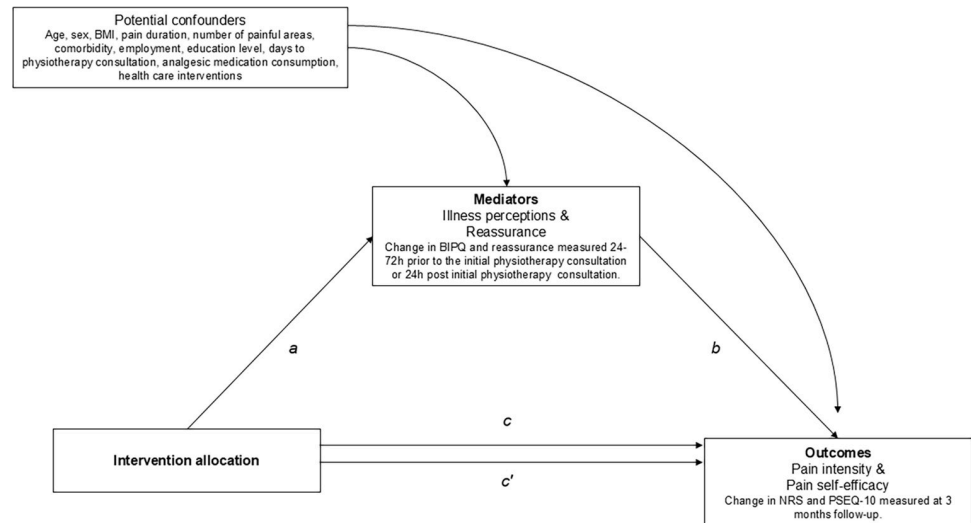 Potential confounders
Age, sex, BMI, pain duration, number of painful areas,
comorbidity, employment, education level, days to
physiotherapy consultation, analgesic medication consumption,
health care interventions
Mediators
Illness perceptions &
Reassurance
Change in BIPQ and reassurance measured 24-
72h prior to the initial physiotherapy consultation
or 24h post initial physiotherapy consultation.
a
b
c
Intervention allocation
c'
Outcomes
Pain intensity &
Pain self-efficacy
Change in NRS and PSEQ-10 measured at 3
months follow-up.